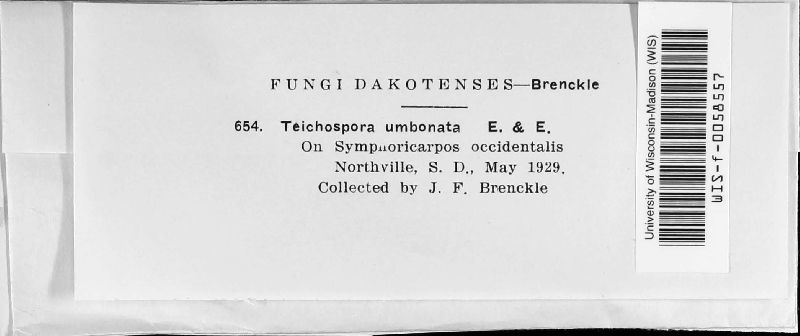 FUNGI DAKOTENSES—Brenckle
654. Teichospora umbonata E. & E.
On Symphoricarpos occidentalis
Northville, S. D., May 1929.
Collected by J. F. Brenckle
University of Wisconsin-Madison (WIS)
WIS-f-0058557